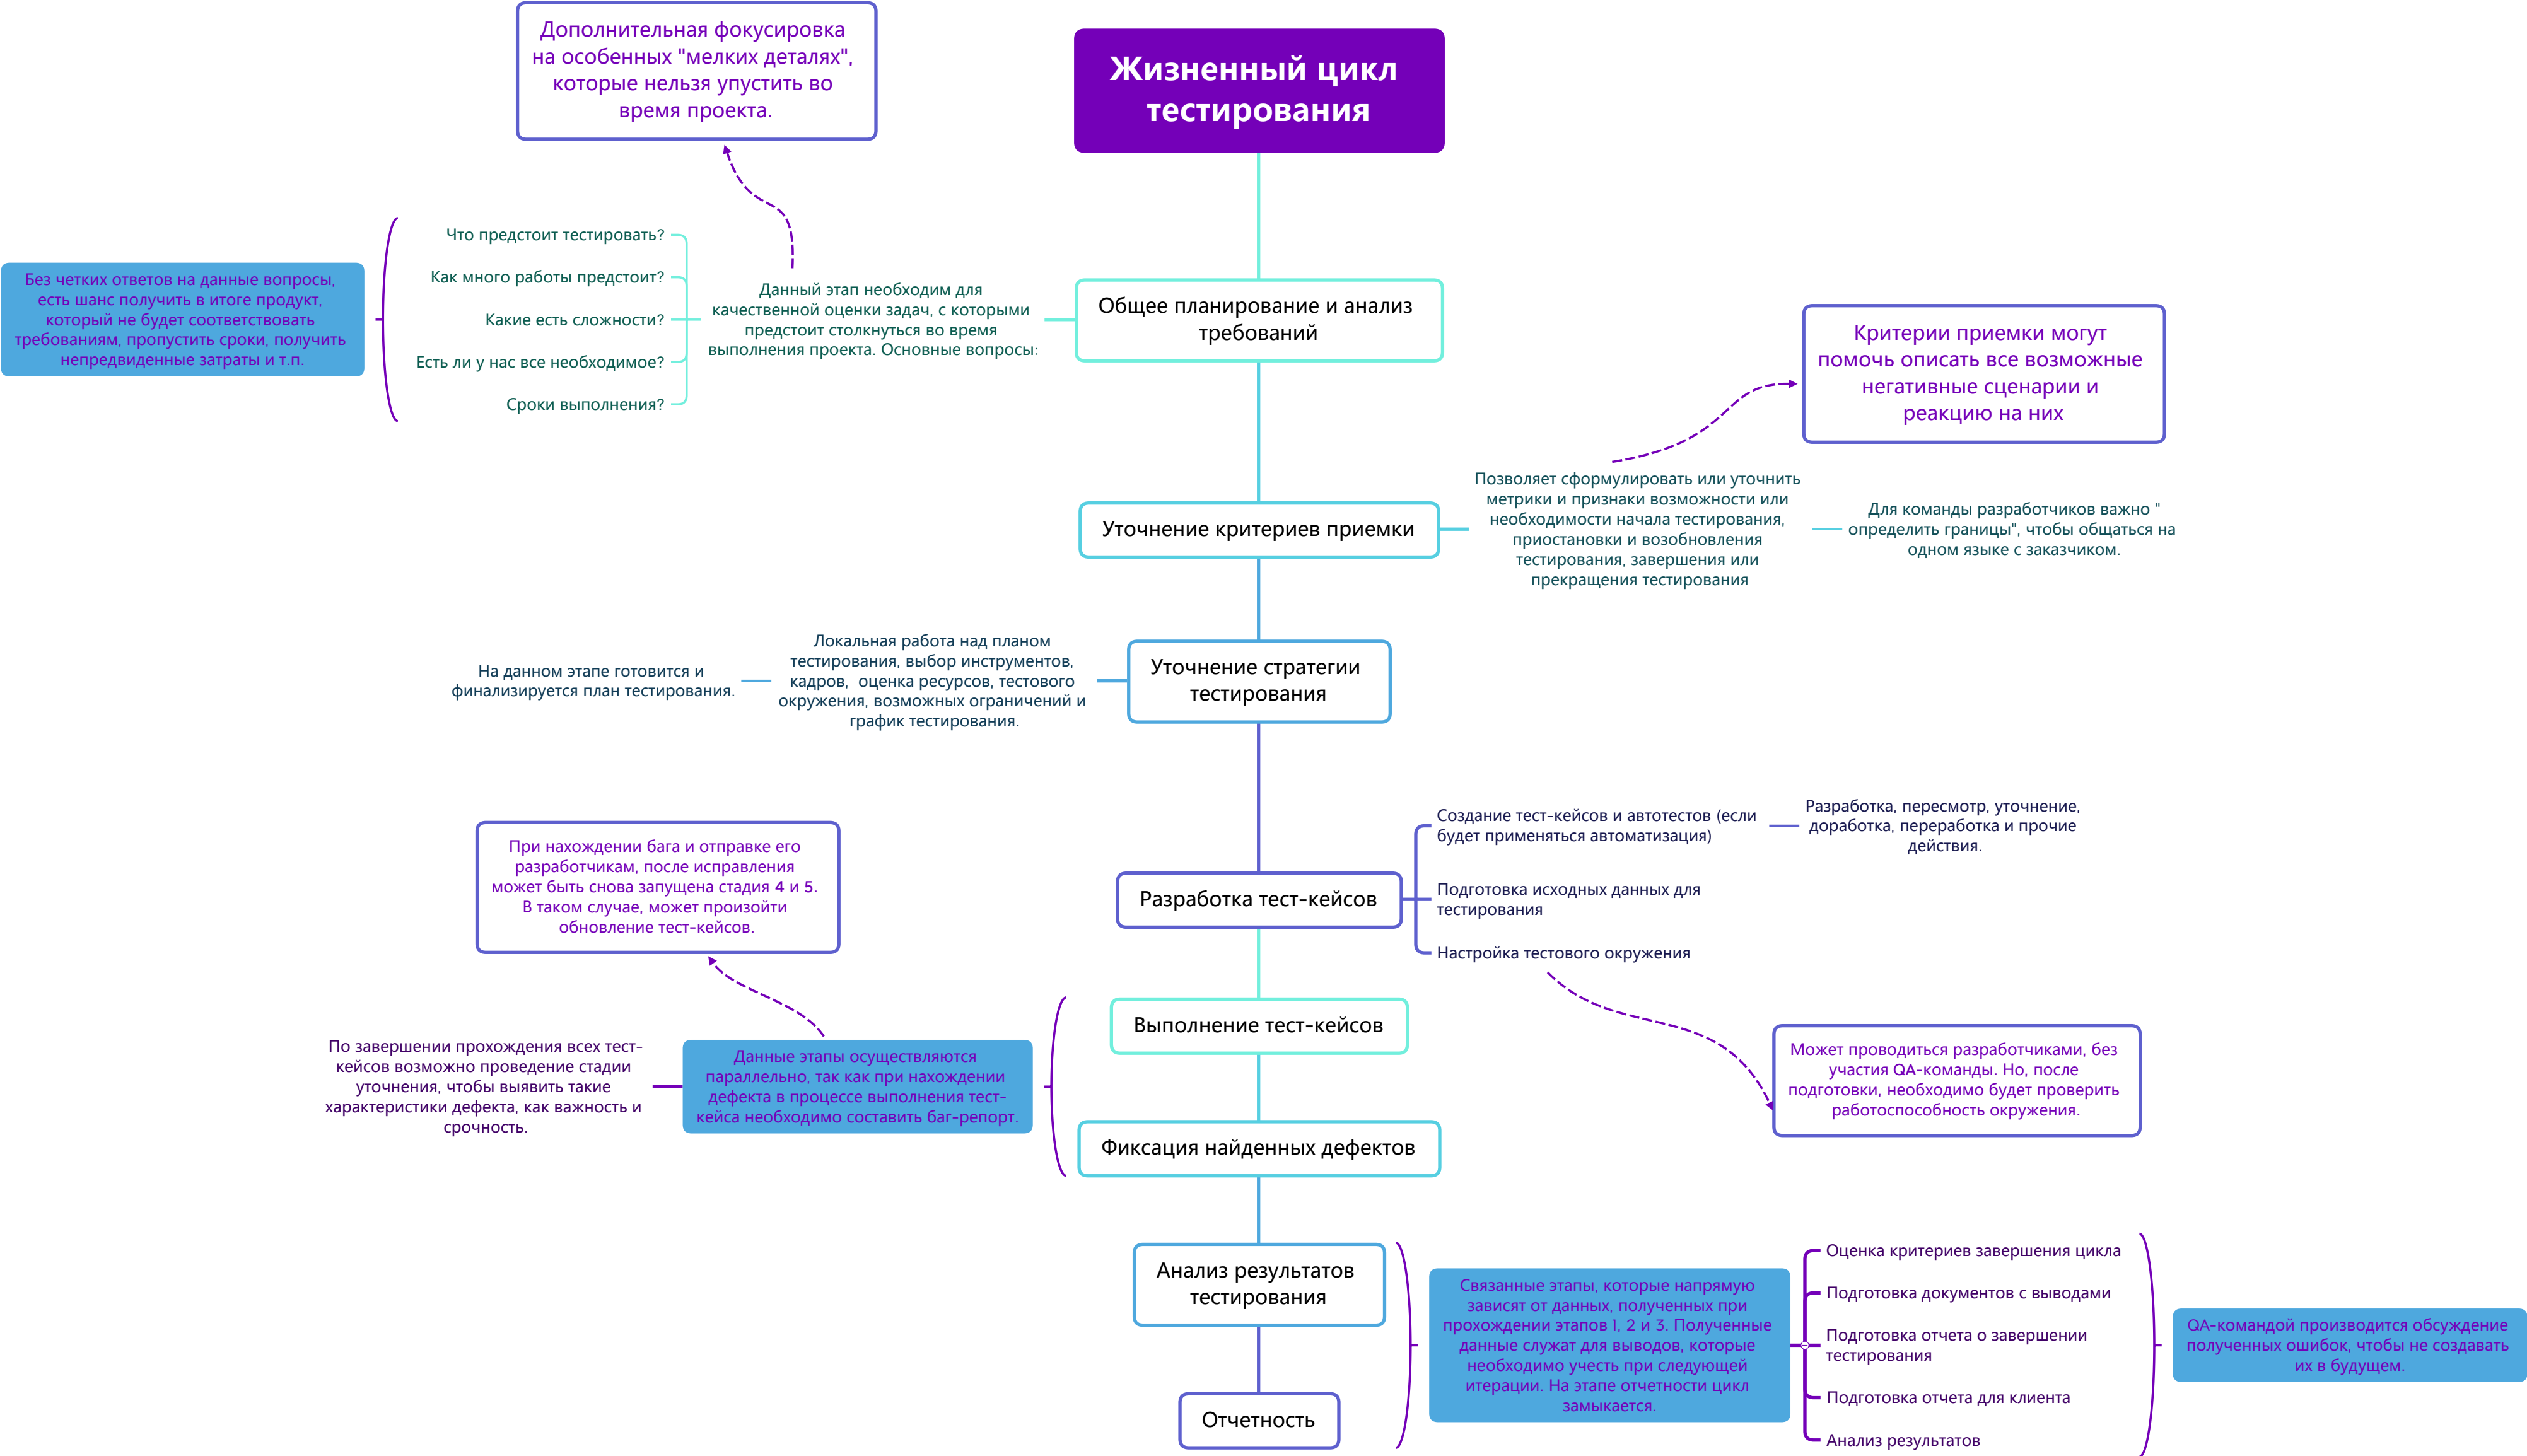 Дополнительная фокусировка
на особенных "мелких деталях",
которые нельзя упустить во
время проекта.
Жизненный цикл
тестирования
Что предстоит тестировать?
Как много работы предстоит?
Какие есть сложности?
Есть ли у нас все необходимое?
Сроки выполнения?
Без четких ответов на данные вопросы,
есть шанс получить в итоге продукт,
который не будет соответствовать
требованиям, пропустить сроки, получить
непредвиденные затраты и т.п.
Данный этап необходим для
качественной оценки задач, с которыми
предстоит столкнуться во время
выполнения проекта. Основные вопросы:
Общее планирование и анализ
требований
Критерии приемки могут
помочь описать все возможные
негативные сценарии и
реакцию на них
Уточнение критериев приемки
Позволяет сформулировать или уточнить
метрики и признаки возможности или
необходимости начала тестирования,
приостановки и возобновления
тестирования, завершения или
прекращения тестирования
Для команды разработчиков важно "
определить границы", чтобы общаться на
одном языке с заказчиком.
На данном этапе готовится и
финализируется план тестирования.
Локальная работа над планом
тестирования, выбор инструментов,
кадров,  оценка ресурсов, тестового
окружения, возможных ограничений и
график тестирования.
Уточнение стратегии
тестирования
Создание тест-кейсов и автотестов (если
будет применяться автоматизация)
Разработка, пересмотр, уточнение,
доработка, переработка и прочие
действия.
При нахождении бага и отправке его
разработчикам, после исправления
может быть снова запущена стадия 4 и 5.
В таком случае, может произойти
обновление тест-кейсов.
Разработка тест-кейсов
Подготовка исходных данных для
тестирования
Настройка тестового окружения
Выполнение тест-кейсов
По завершении прохождения всех тест-
кейсов возможно проведение стадии
уточнения, чтобы выявить такие
характеристики дефекта, как важность и
срочность.
Данные этапы осуществляются
параллельно, так как при нахождении
дефекта в процессе выполнения тест-
кейса необходимо составить баг-репорт.
Может проводиться разработчиками, без
участия QA-команды. Но, после
подготовки, необходимо будет проверить
работоспособность окружения.
Фиксация найденных дефектов
Анализ результатов
тестирования
Связанные этапы, которые напрямую
зависят от данных, полученных при
прохождении этапов 1, 2 и 3. Полученные
данные служат для выводов, которые
необходимо учесть при следующей
итерации. На этапе отчетности цикл
замыкается.
Оценка критериев завершения цикла
Подготовка документов с выводами
Подготовка отчета о завершении
тестирования
Подготовка отчета для клиента
Анализ результатов
QA-командой производится обсуждение
полученных ошибок, чтобы не создавать
их в будущем.
Отчетность